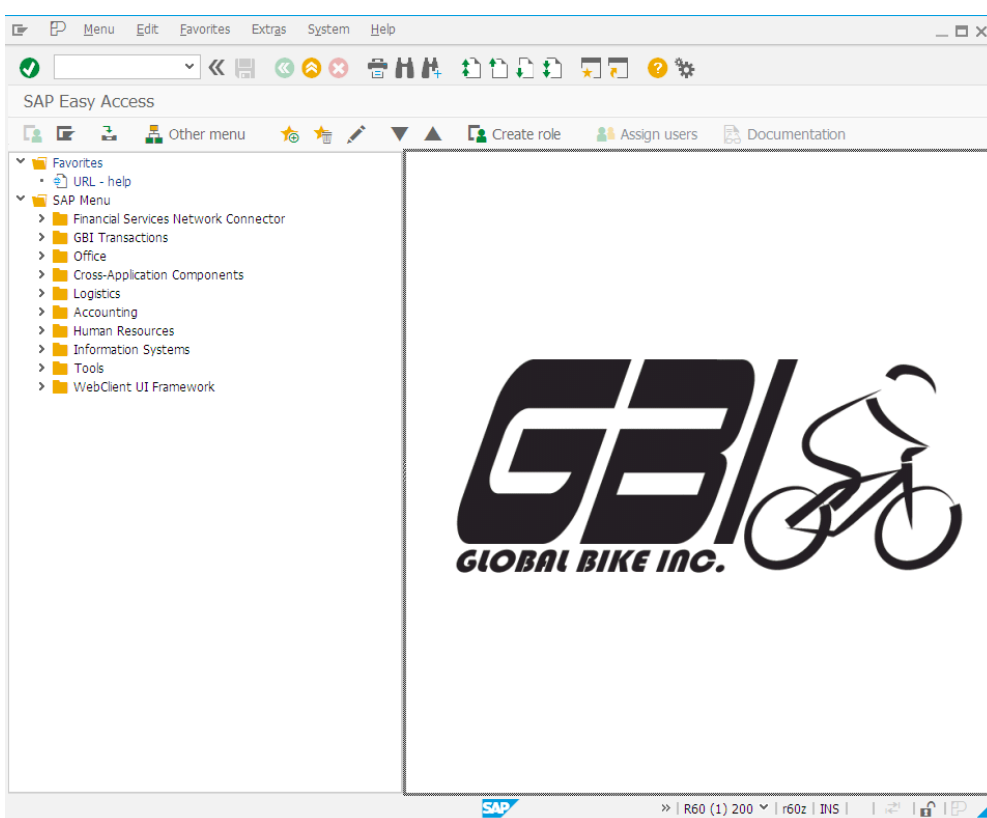 Menu Edit Favorites Extras System Help
SAP Easy Access
Other menu Create role Assign users Documentation
Favorites
URL - help
SAP Menu
Financial Services Network Connector
GBI Transactions
Office
Cross-Application Components
Logistics
Accounting
Human Resources
Information Systems
Tools
WebClient UI Framework
GBI
GLOBAL BIKE INC.
SAP
» | R60 (1) 200 | r60z | INS |